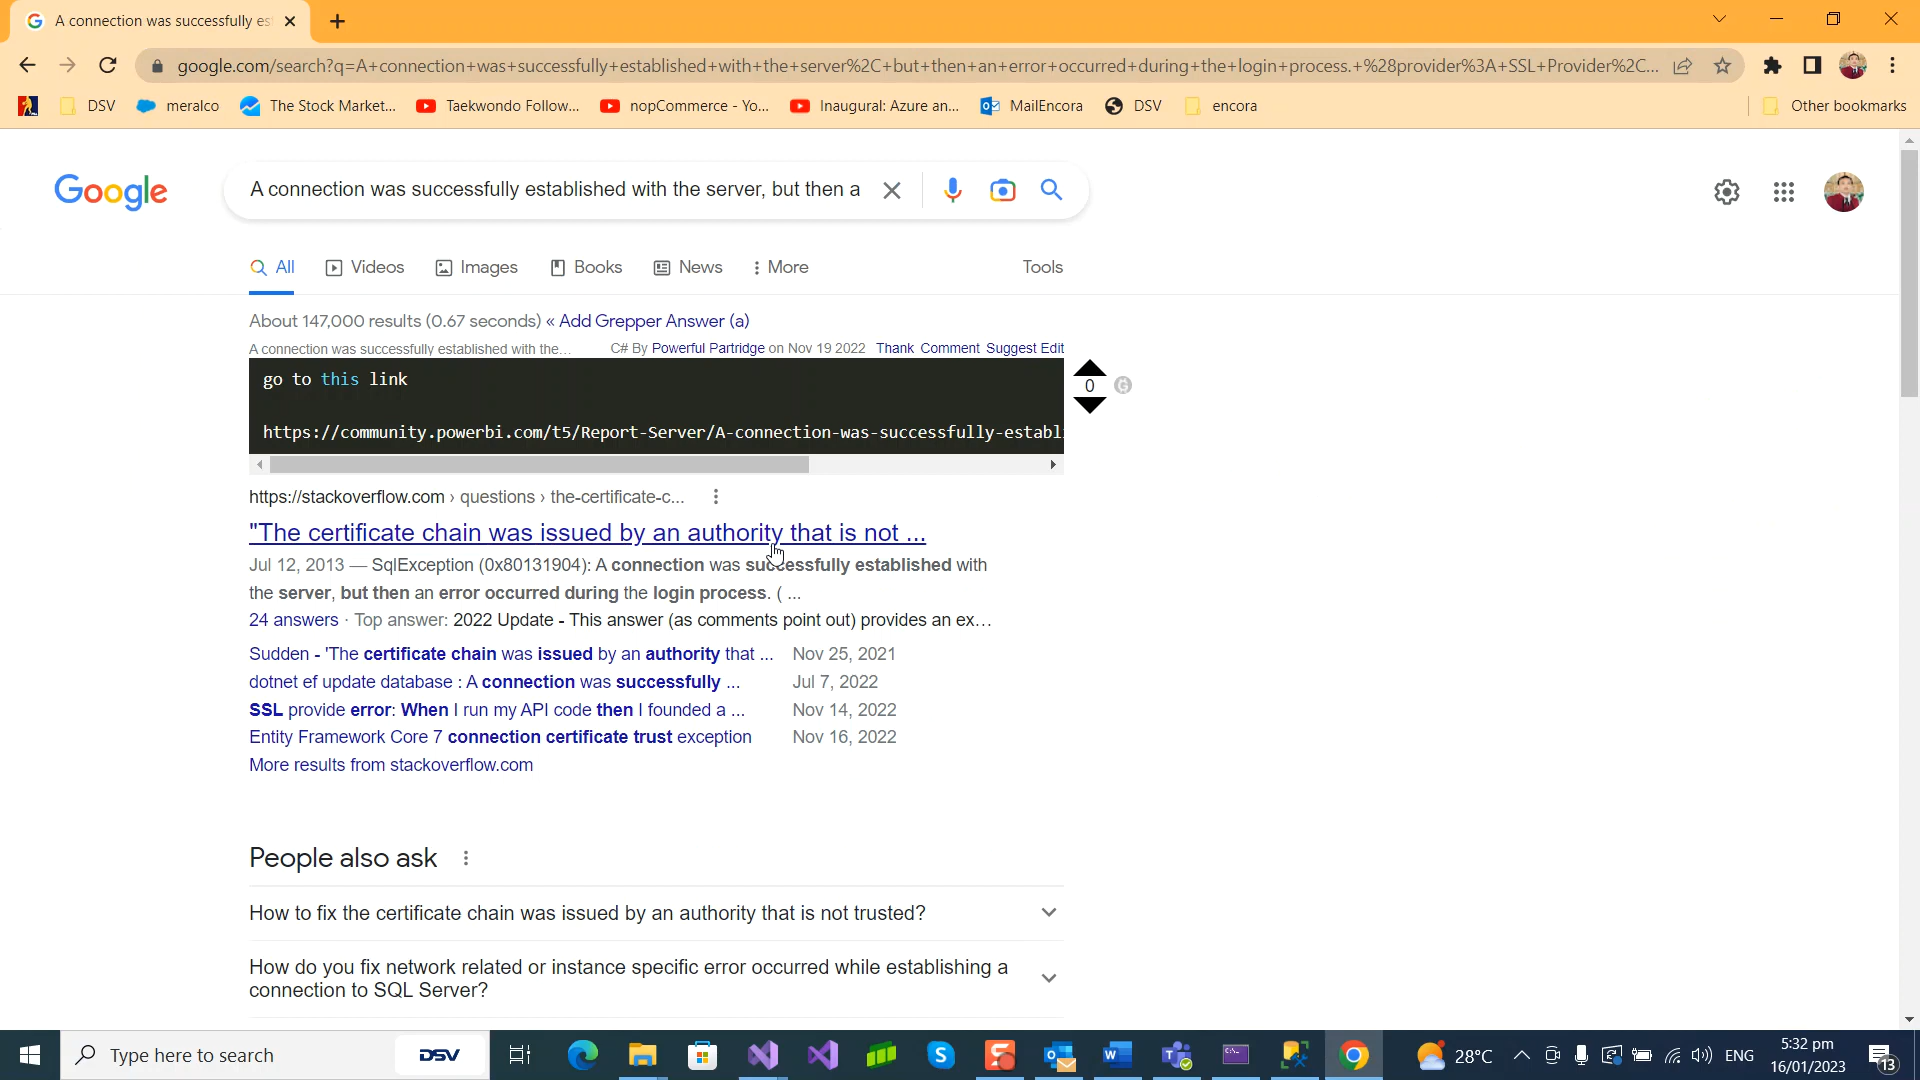 A connection was successfully es
google.com/search?q=A+connection+was+successfully+established+with+the+server%2C+but+then+an+error+occurred+during+the+login+process.+%28provider%3A+SSL+Provider%2C...
DSV
meralco
The Stock Market...
Taekwondo Follow...
nopCommerce - Yo...
Inaugural: Azure an...
MailEncora
DSV
encora
Other bookmarks
Google
A connection was successfully established with the server, but then a
All
Videos
Images
Books
News
More
Tools
About 147,000 results (0.67 seconds) « Add Grepper Answer (a)
A connection was successfully established with the... C# By Powerful Partridge on Nov 19 2022 Thank Comment Suggest Edit
go to this link
0
https://community.powerbi.com/t5/Report-Server/A-connection-was-successfully-establ
https://stackoverflow.com › questions › the-certificate-c...
"The certificate chain was issued by an authority that is not ...
Jul 12, 2013 — SqlException (0x80131904): A connection was successfully established with
the server, but then an error occurred during the login process. ( ...
24 answers · Top answer: 2022 Update - This answer (as comments point out) provides an ex...
Sudden - 'The certificate chain was issued by an authority that ... Nov 25, 2021
dotnet ef update database : A connection was successfully ... Jul 7, 2022
SSL provide error: When I run my API code then I founded a ... Nov 14, 2022
Entity Framework Core 7 connection certificate trust exception Nov 16, 2022
More results from stackoverflow.com
People also ask
How to fix the certificate chain was issued by an authority that is not trusted?
How do you fix network related or instance specific error occurred while establishing a
connection to SQL Server?
Type here to search
DSV
28°C
ENG
5:32 pm
16/01/2023
13